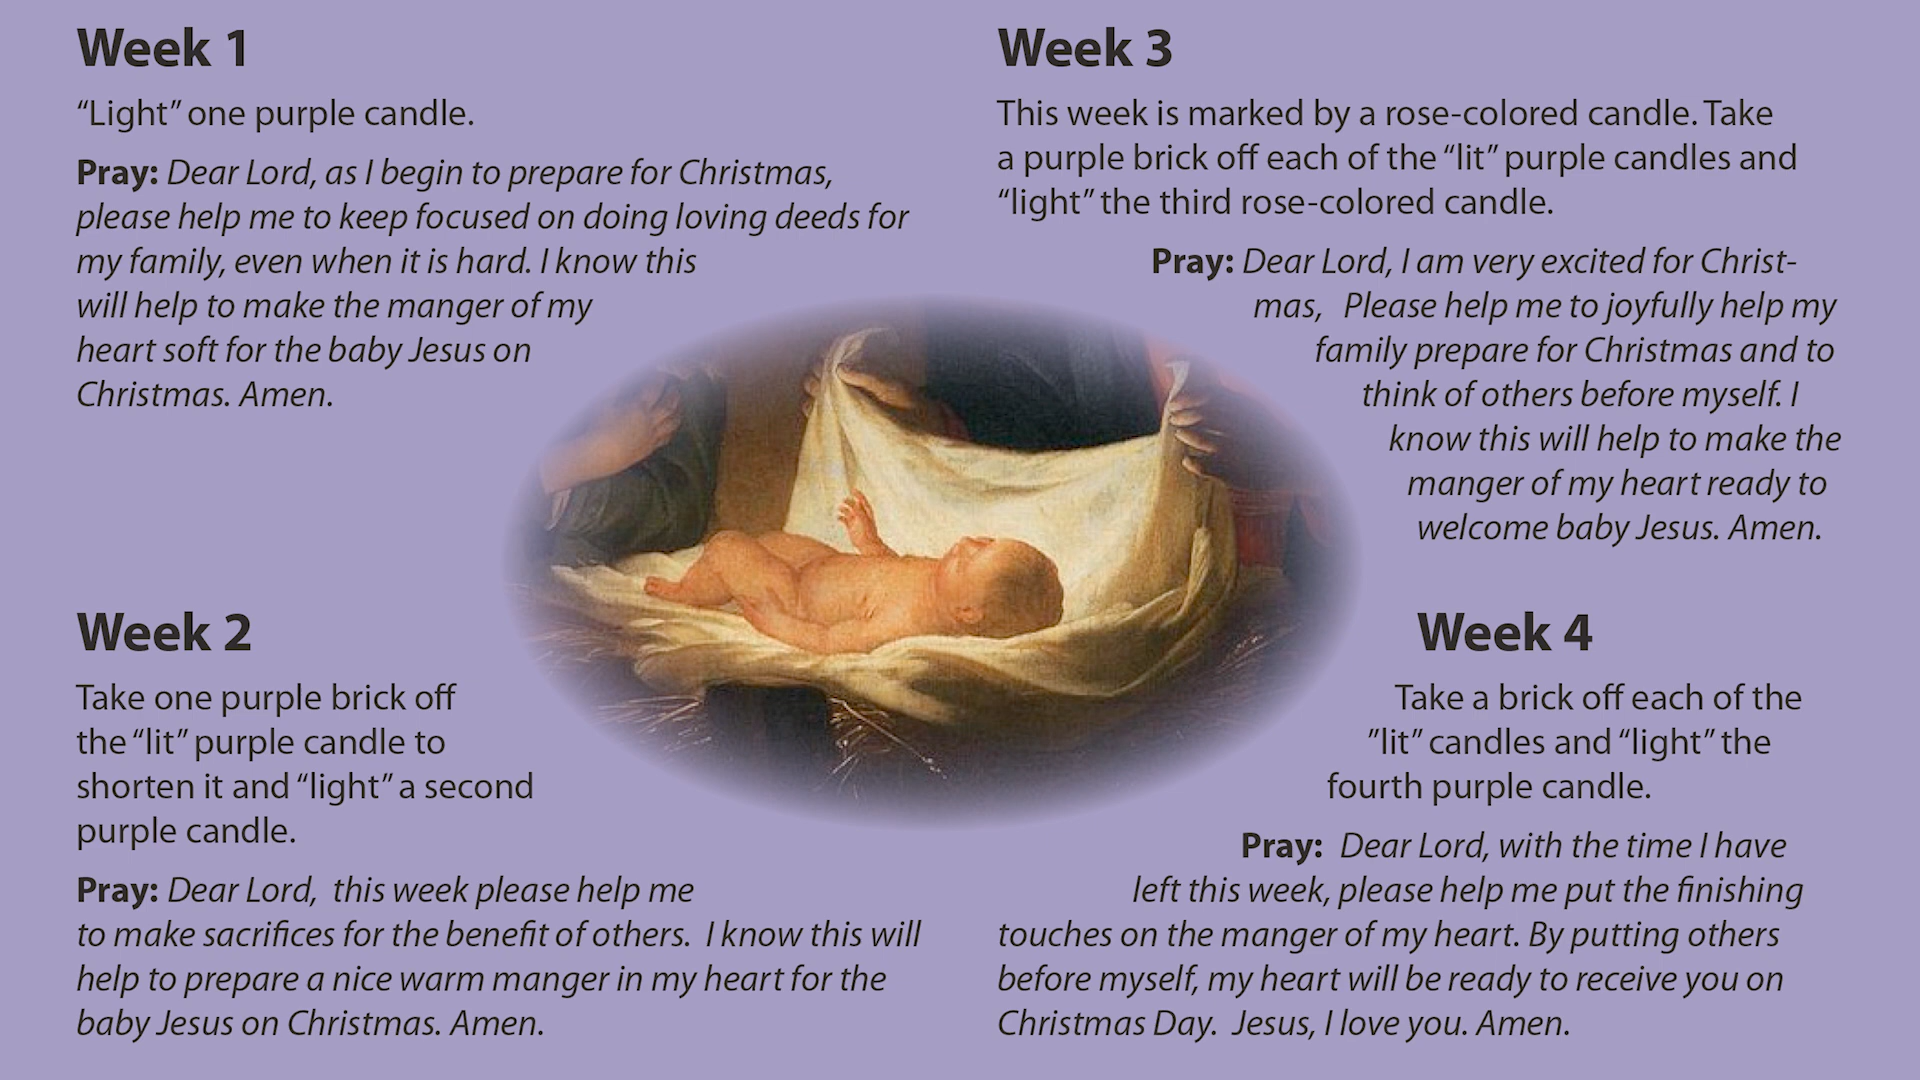 Week 1
“Light” one purple candle.
Pray: Dear Lord, as I begin to prepare for Christmas,
please help me to keep focused on doing loving deeds for
my family, even when it is hard. I know this
will help to make the manger of my
heart soft for the baby Jesus on
Christmas. Amen.
Week 2
Take one purple brick off
the “lit” purple candle to
shorten it and “light” a second
purple candle.
Pray: Dear Lord,  this week please help me
to make sacrifices for the benefit of others.  I know this will
help to prepare a nice warm manger in my heart for the
baby Jesus on Christmas. Amen.
Week 3
This week is marked by a rose-colored candle. Take
a purple brick off each of the “lit” purple candles and
“light” the third rose-colored candle.
Pray: Dear Lord, I am very excited for Christ-
mas,  Please help me to joyfully help my
family prepare for Christmas and to
think of others before myself. I
know this will help to make the
manger of my heart ready to
welcome baby Jesus. Amen.
Week 4
Take a brick off each of the
”lit” candles and “light” the
fourth purple candle.
Pray:  Dear Lord, with the time I have
left this week, please help me put the finishing
touches on the manger of my heart. By putting others
before myself, my heart will be ready to receive you on
Christmas Day.  Jesus, I love you. Amen.